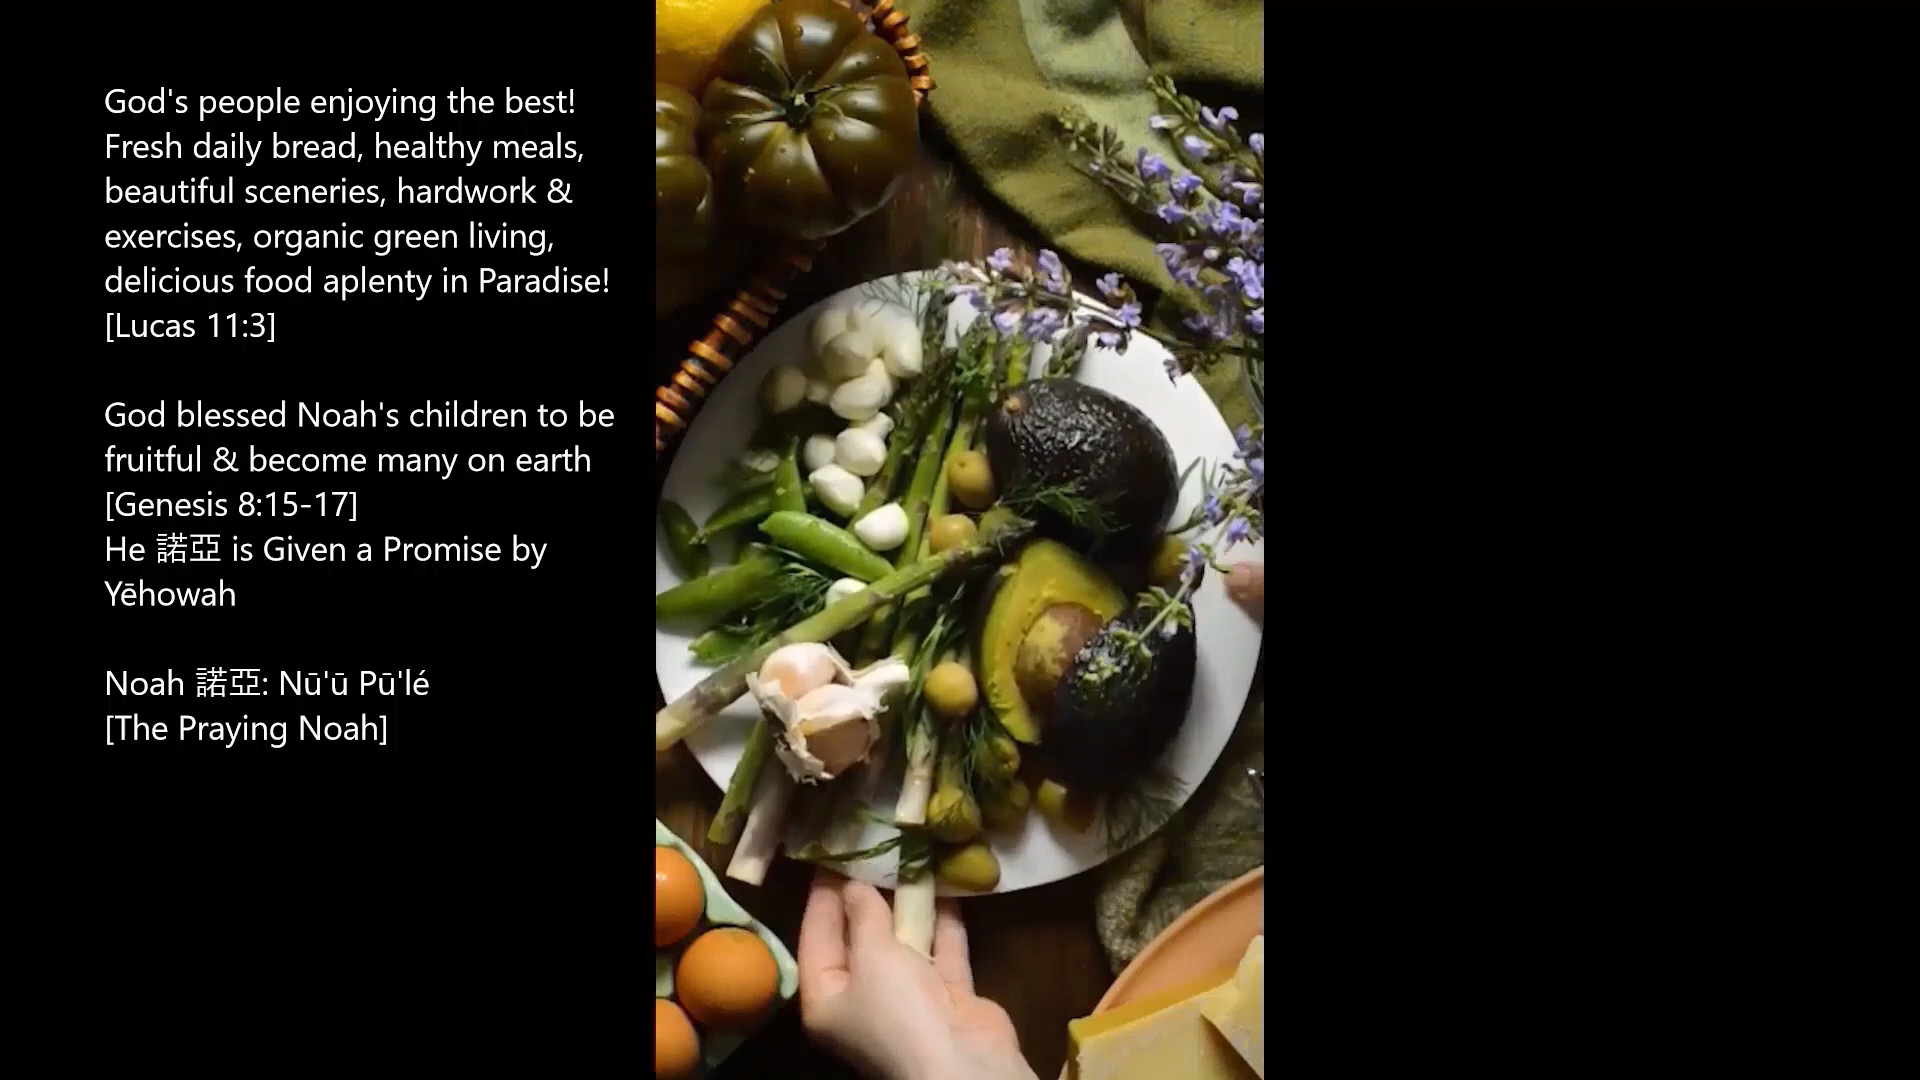 God's people enjoying the best!
Fresh daily bread, healthy meals,
beautiful sceneries, hardwork &
exercises, organic green living,
delicious food aplenty in Paradise!
[Lucas 11:3]
God blessed Noah's children to be
fruitful & become many on earth
[Genesis 8:15-17]
He 諾亞 is Given a Promise by
Yēhowah
Noah 諾亞: Nū'ū Pū'lé
[The Praying Noah]